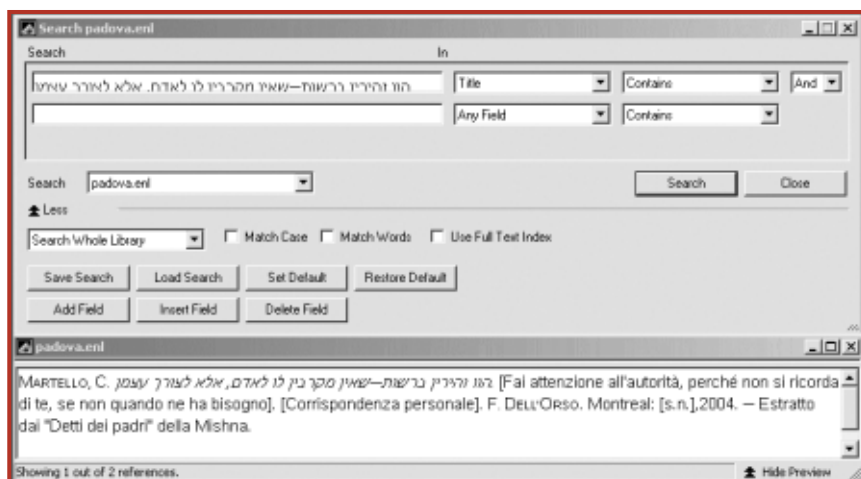 Search padova.enl
Search In
הוו זהירין ברשות—שאין מקרבין לו לאדם, אלא לצורך עצמן Title Contains And
Any Field Contains
Search padova.enl Search Close
Less
Search Whole Library Match Case Match Words Use Full Text Index
Save Search Load Search Set Default Restore Default
Add Field Insert Field Delete Field
padova.enl
MARTELLO, C. הוו זהירין ברשות—שאין מקרבין לו לאדם, אלא לצורך עצמן. [Fai attenzione all'autorità, perché non si ricorda
di te, se non quando ne ha bisogno]. [Corrispondenza personale]. F. DELL'ORSO. Montreal: [s.n.],2004. — Estratto
dai "Detti dei padri" della Mishna.
Showing 1 out of 2 references. Hide Preview